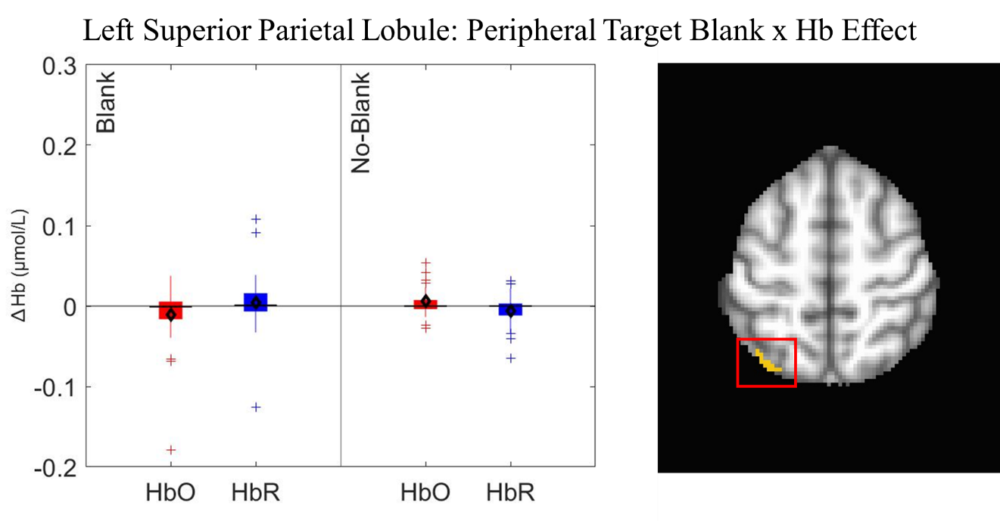 Left Superior Parietal Lobule: Peripheral Target Blank x Hb Effect
0.3
0.2
0.1
0
-0.1
-0.2
ΔHb (μmol/L)
Blank
No-Blank
HbO HbR HbO HbR